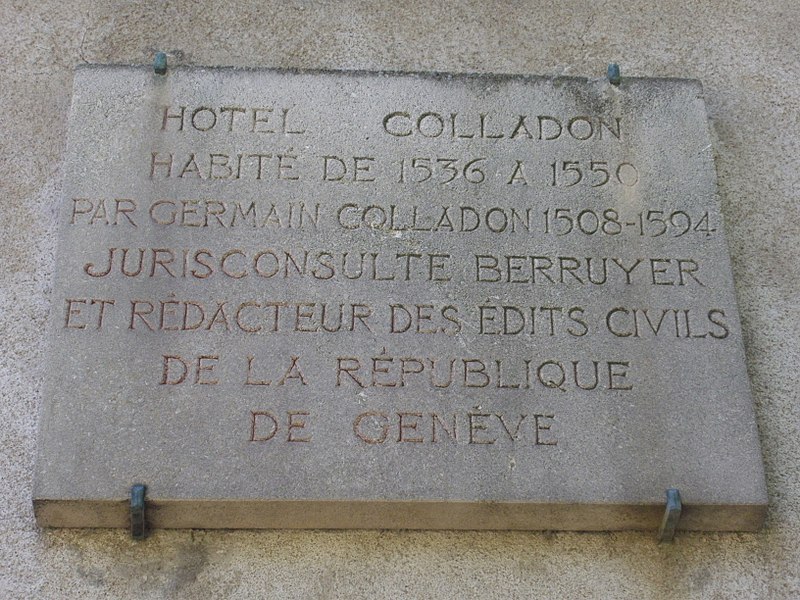 HOTEL COLLADON
HABITÉ DE 1536 A 1550
PAR GERMAIN COLLADON 1508-1594
JURISCONSULTE BERRUYER
ET RÉDACTEUR DES ÉDITS CIVILS
DE LA RÉPUBLIQUE
DE GENÉVE